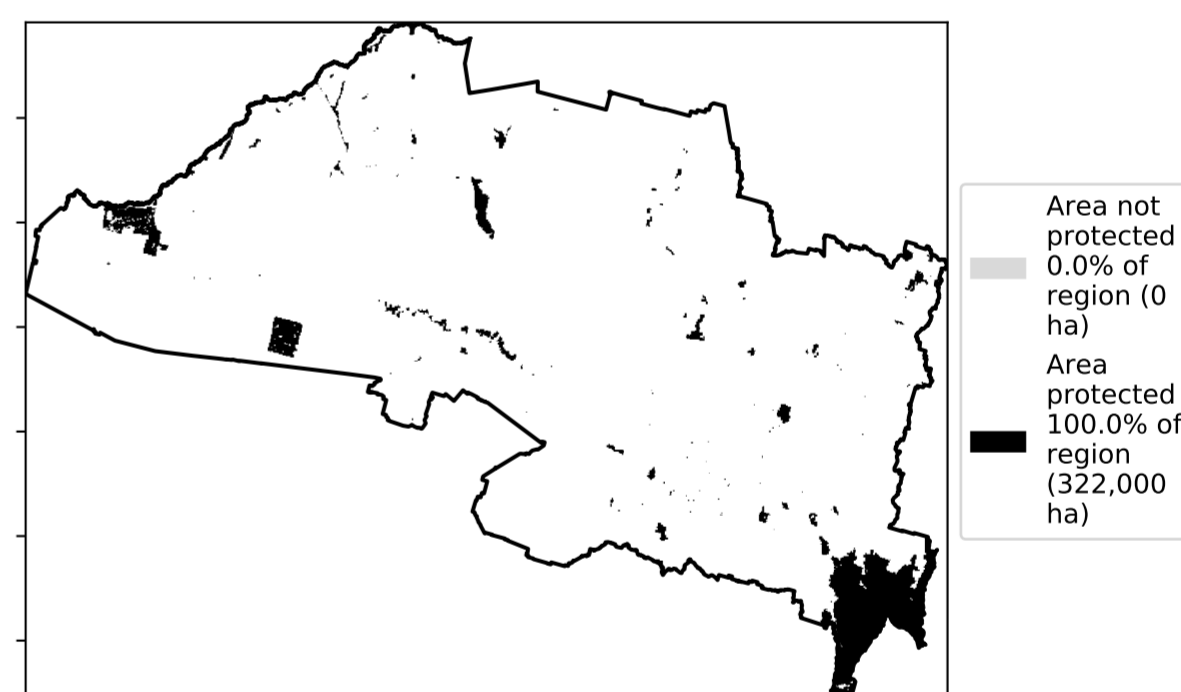 Area not
protected
0.0% of
region (0
ha)
Area
protected
100.0% of
region
(322,000
ha)